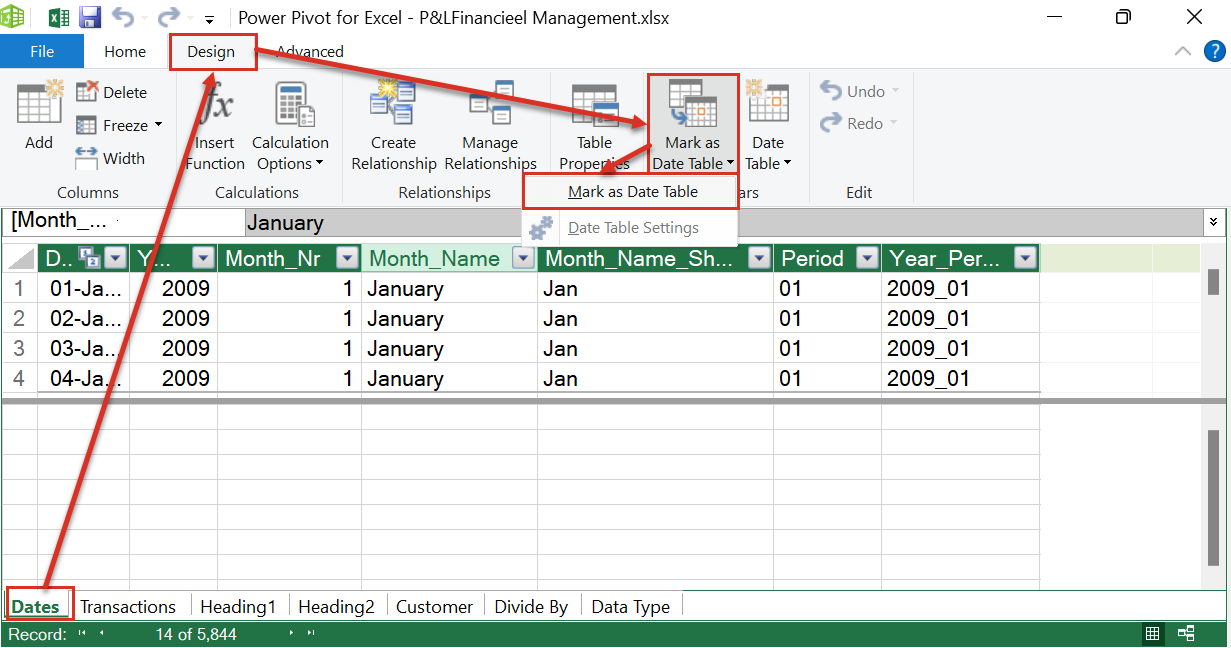 Power Pivot for Excel - P&LFinancieel Management.xlsx
File Home Design Advanced ?
Add
Delete
Freeze
Width
Columns
fx
Insert Function
Calculation Options
Calculations
Create Relationship
Manage Relationships
Relationships
Table Properties
Mark as Date Table
Date Table
Mark as Date Table
Date Table Settings
ars
Undo
Redo
Edit
[Month_... January
D.. Y... Month_Nr Month_Name Month_Name_Sh... Period Year_Per...
1 01-Ja... 2009 1 January Jan 01 2009_01
2 02-Ja... 2009 1 January Jan 01 2009_01
3 03-Ja... 2009 1 January Jan 01 2009_01
4 04-Ja... 2009 1 January Jan 01 2009_01
Dates Transactions Heading1 Heading2 Customer Divide By Data Type
Record: 14 of 5,844